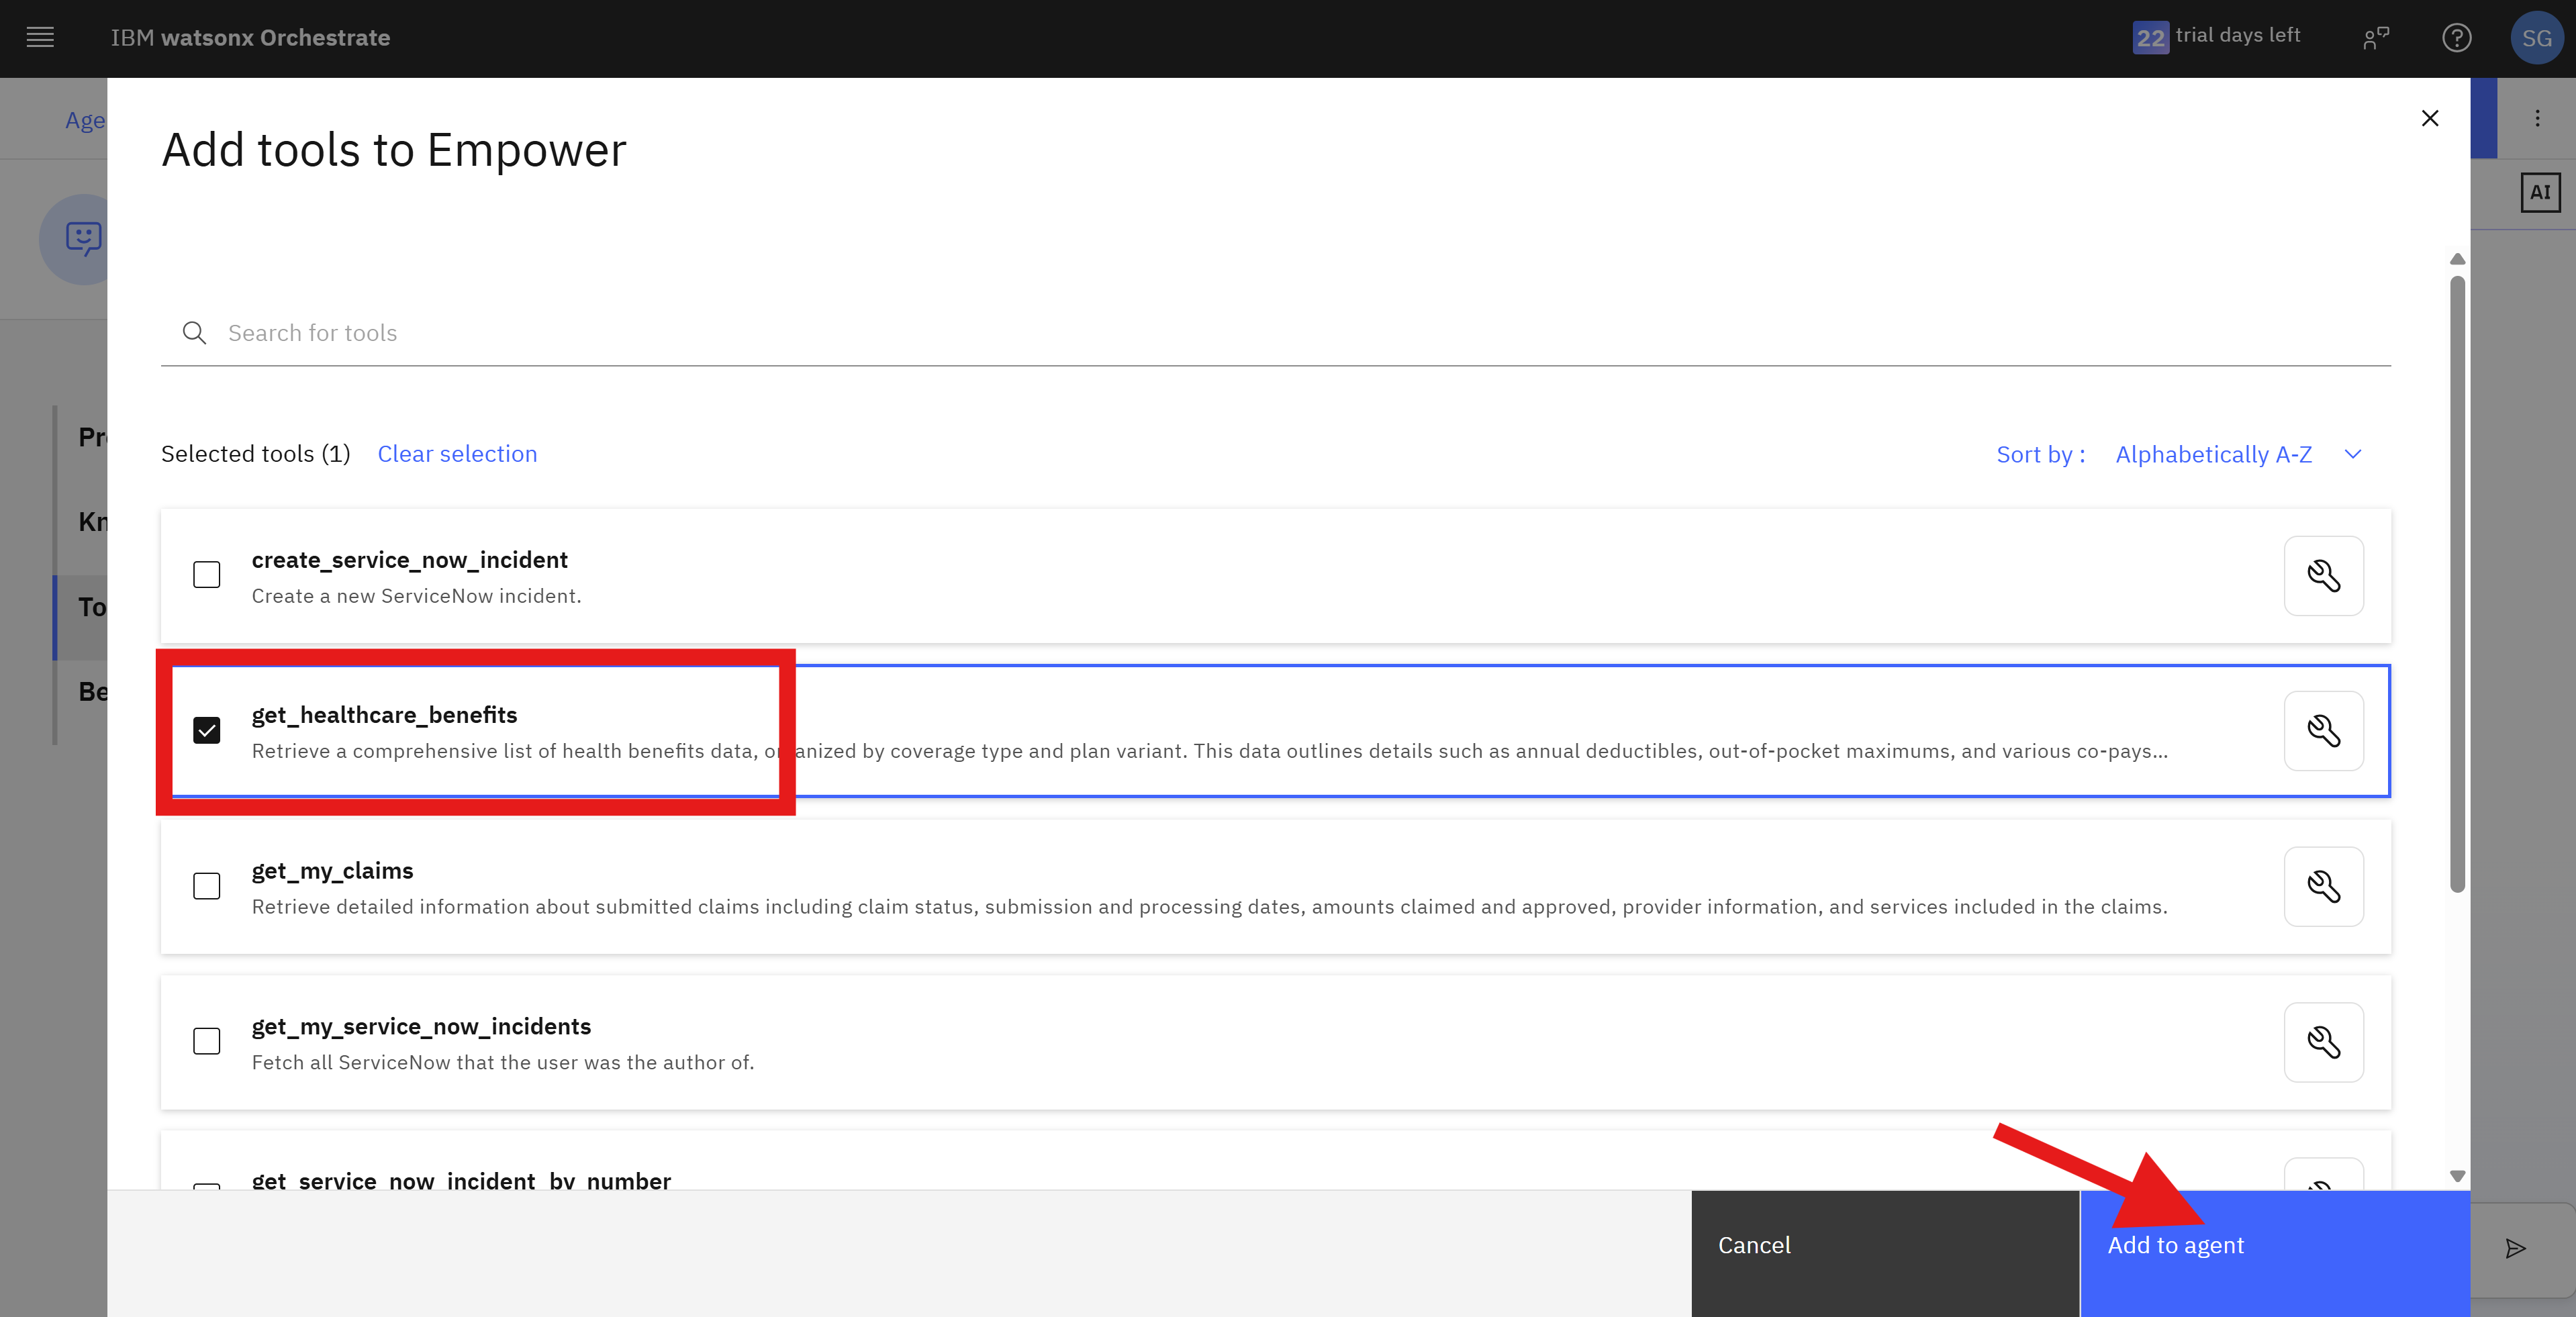 IBM watsonx Orchestrate
22 trial days left
SG
Age
Add tools to Empower
AI
Search for tools
Selected tools (1) Clear selection
Sort by : Alphabetically A-Z
Pr
Kn
To
Be
create_service_now_incident
Create a new ServiceNow incident.
get_healthcare_benefits
Retrieve a comprehensive list of health benefits data, organized by coverage type and plan variant. This data outlines details such as annual deductibles, out-of-pocket maximums, and various co-pays...
get_my_claims
Retrieve detailed information about submitted claims including claim status, submission and processing dates, amounts claimed and approved, provider information, and services included in the claims.
get_my_service_now_incidents
Fetch all ServiceNow that the user was the author of.
get_service_now_incident_by_number
Cancel
Add to agent